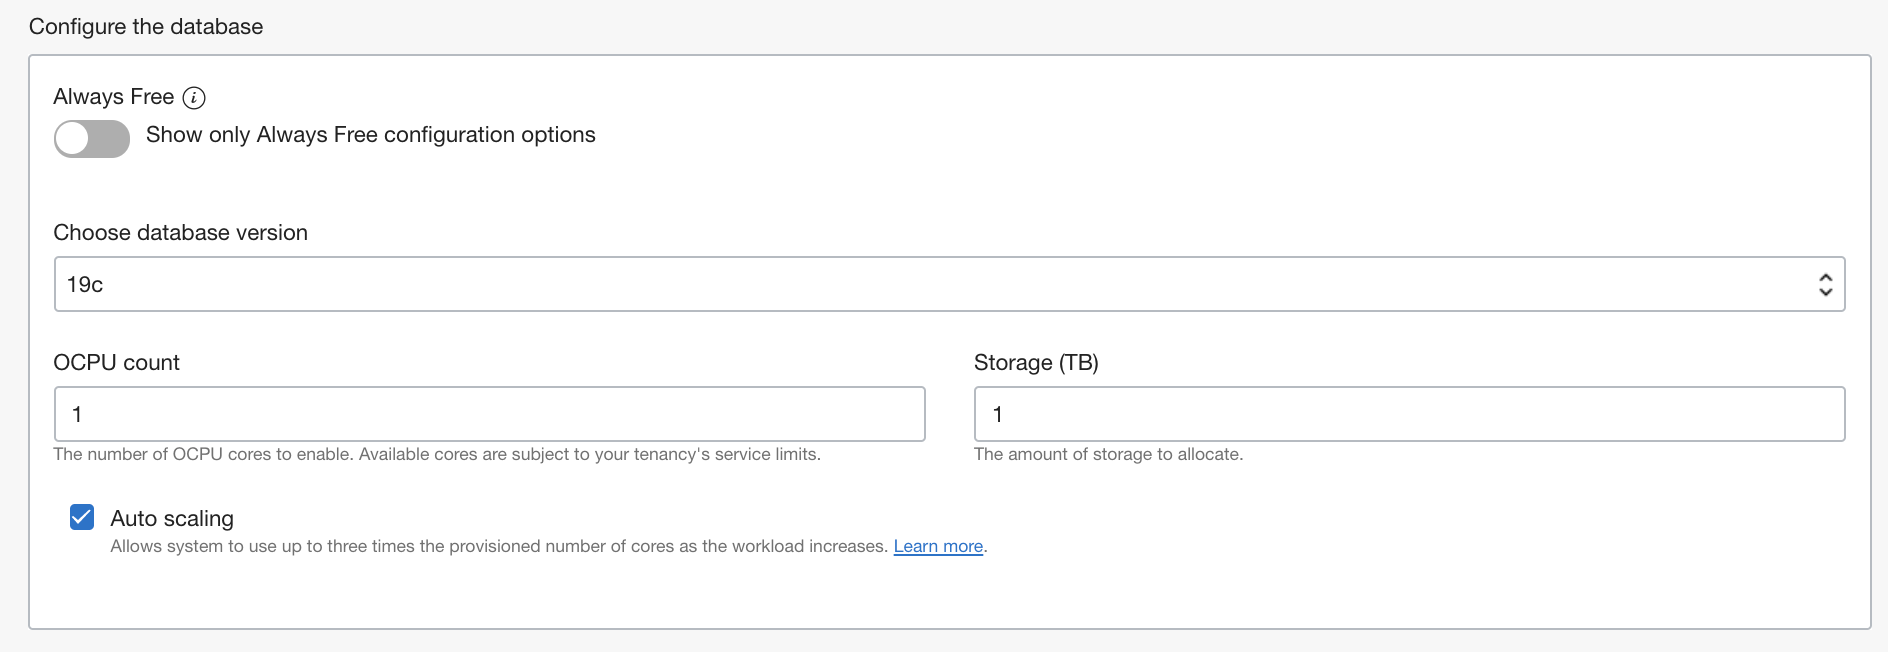 Configure the database
Always Free
Show only Always Free configuration options
Choose database version
19c
OCPU count
Storage (TB)
1
1
The number of OCPU cores to enable. Available cores are subject to your tenancy's service limits.
The amount of storage to allocate.
Auto scaling
Allows system to use up to three times the provisioned number of cores as the workload increases. Learn more.